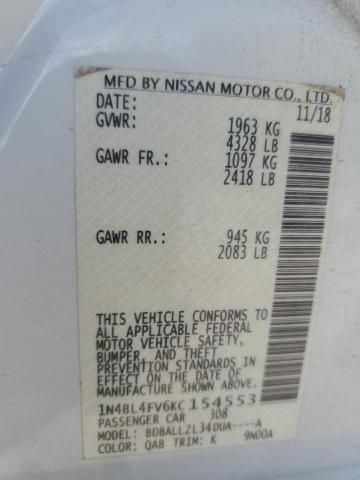 MFD BY NISSAN MOTOR CO., LTD.
DATE: 11/18
GVWR: 1963 KG
4328 LB
GAWR FR.: 1097 KG
2418 LB
GAWR RR.: 945 KG
2083 LB
THIS VEHICLE CONFORMS TO
ALL APPLICABLE FEDERAL
MOTOR VEHICLE SAFETY,
BUMPER, AND THEFT
PREVENTION STANDARDS IN
EFFECT ON THE DATE OF
MANUFACTURE SHOWN ABOVE.
1N4BL4FV6KC154553
PASSENGER CAR 308
MODEL: BDBALLZL34DUA----A
COLOR: QAB TRIM: K 9N00A